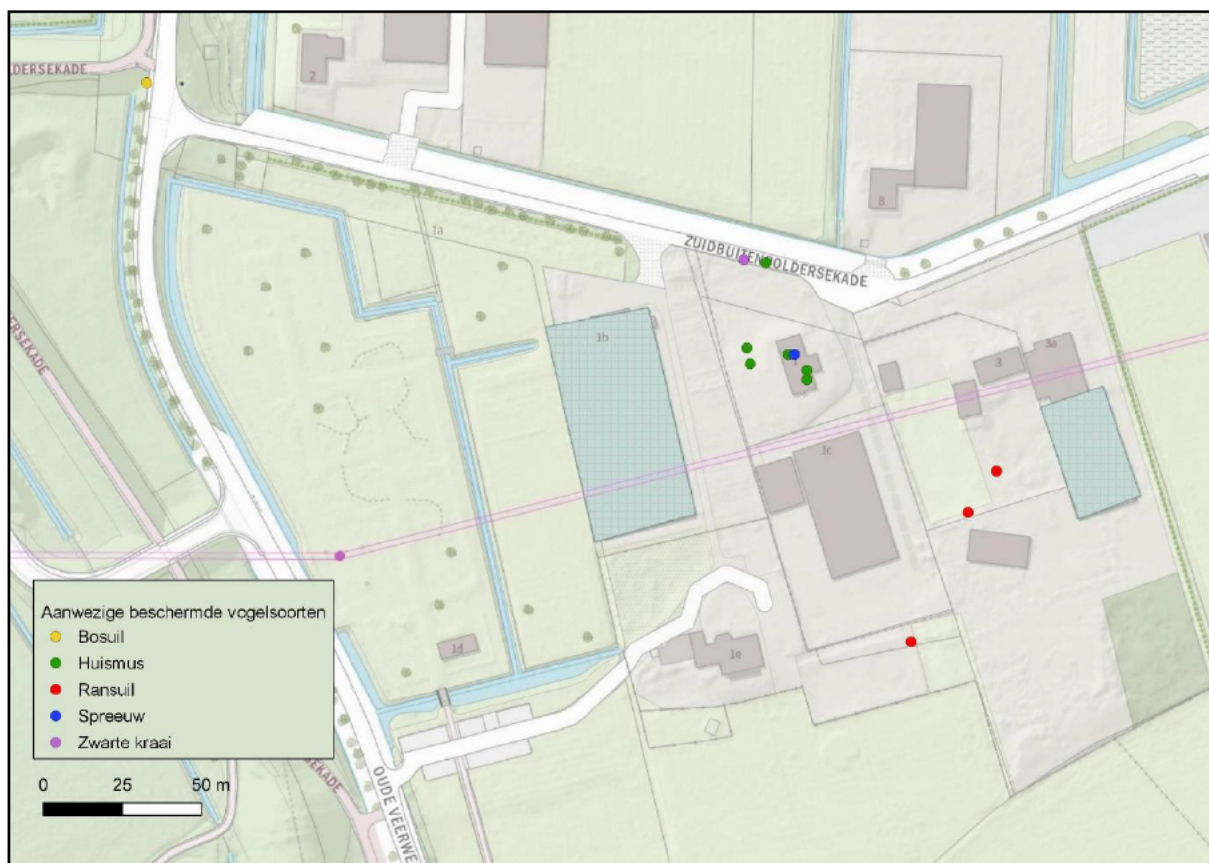 OLDERSEKADE
2
1a
8
ZUIDBUITENPOLDERSEKADE
1b
3a
3
1c
Aanwezige beschermde vogelsoorten
Bosuil
Huismus
Ransuil
Spreeuw
Zwarte kraai
1d
1e
0 25 50 m
SEKADE
OUDE VEERWE